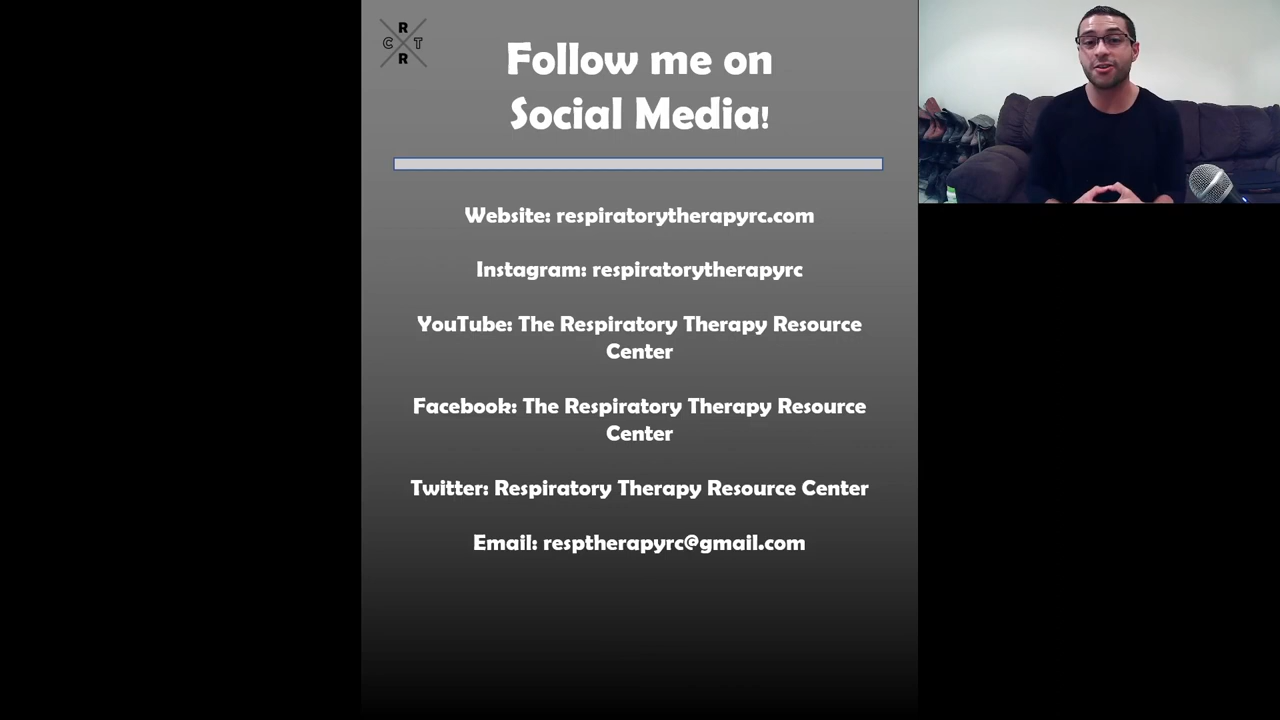 R
C T
R
Follow me on
Social Media!
Website: respiratorytherapyrc.com
Instagram: respiratorytherapyrc
YouTube: The Respiratory Therapy Resource
Center
Facebook: The Respiratory Therapy Resource
Center
Twitter: Respiratory Therapy Resource Center
Email: resptherapyrc@gmail.com